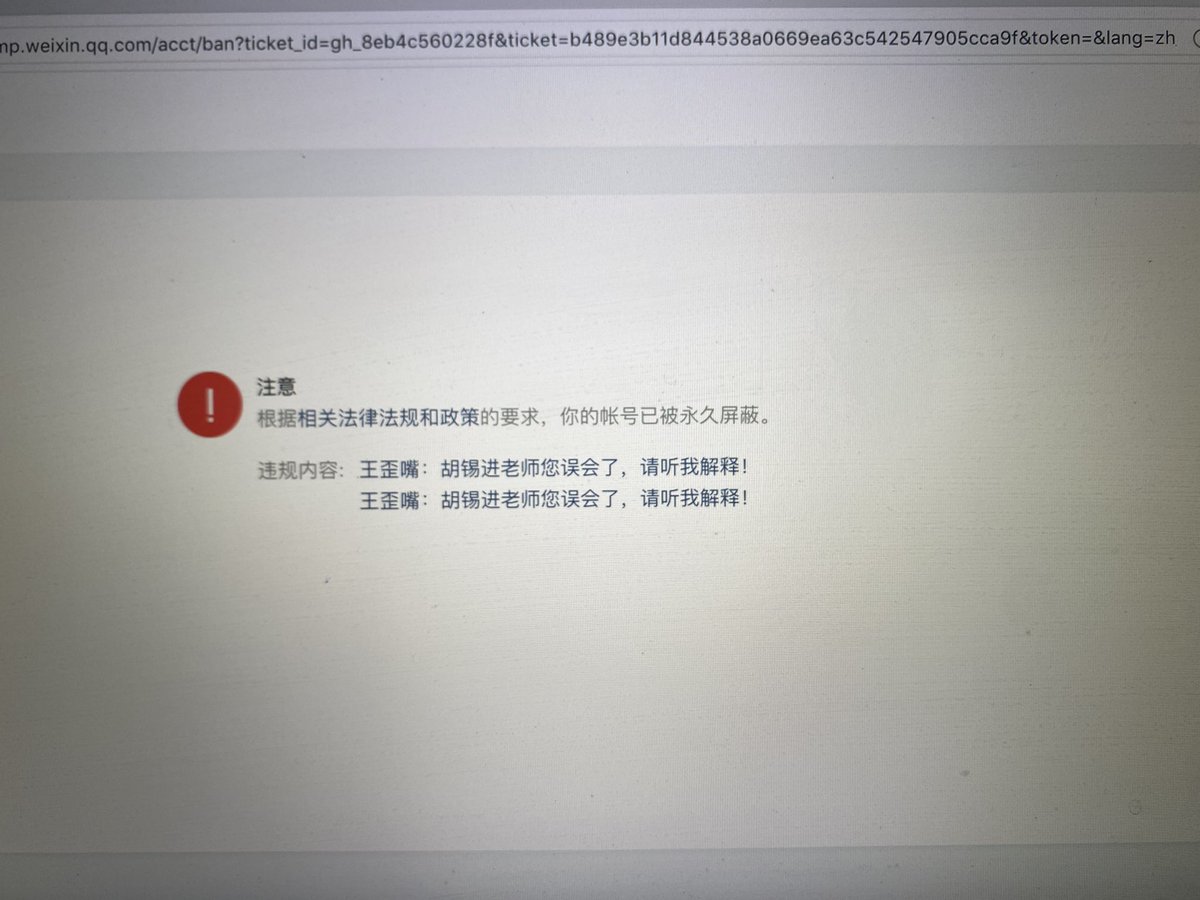 mp.weixin.qq.com/acct/ban?ticket_id=gh_8eb4c560228f&ticket=b489e3b11d844538a0669ea63c542547905cca9f&token=&lang=zh
注意
根据相关法律法规和政策的要求，你的帐号已被永久屏蔽。
违规内容: 王歪嘴：胡锡进老师您误会了，请听我解释！
王歪嘴：胡锡进老师您误会了，请听我解释！